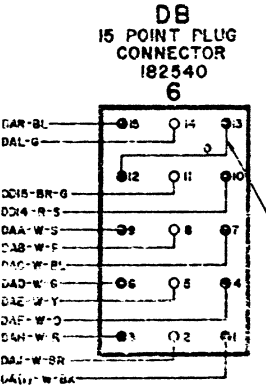 DB
15 POINT PLUG
CONNECTOR
182540
6
DAR-BL 15 14 13
DAL-G
12 11 10
DD15-BR-G
DD14-R-S
DAA-W-S 9 8 7
DAB-W-R
DAC-W-BL
DAD-W-G 6 5 4
DAE-W-Y
DAF-W-O
DAH-W-R 3 2 1
DAJ-W-BR